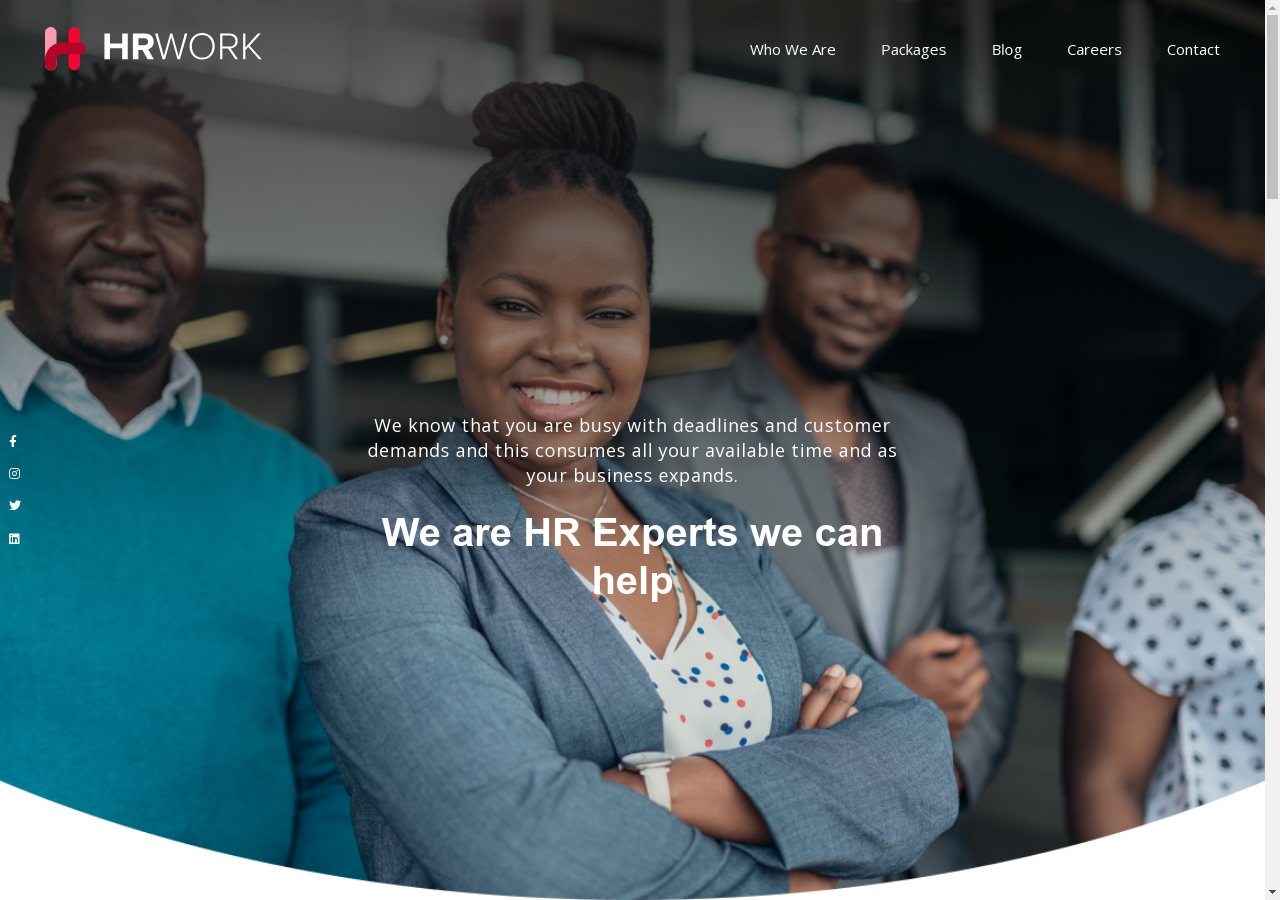 HRWORK
Who We Are
Packages
Blog
Careers
Contact
We know that you are busy with deadlines and customer
demands and this consumes all your available time and as
your business expands.
We are HR Experts we can
help